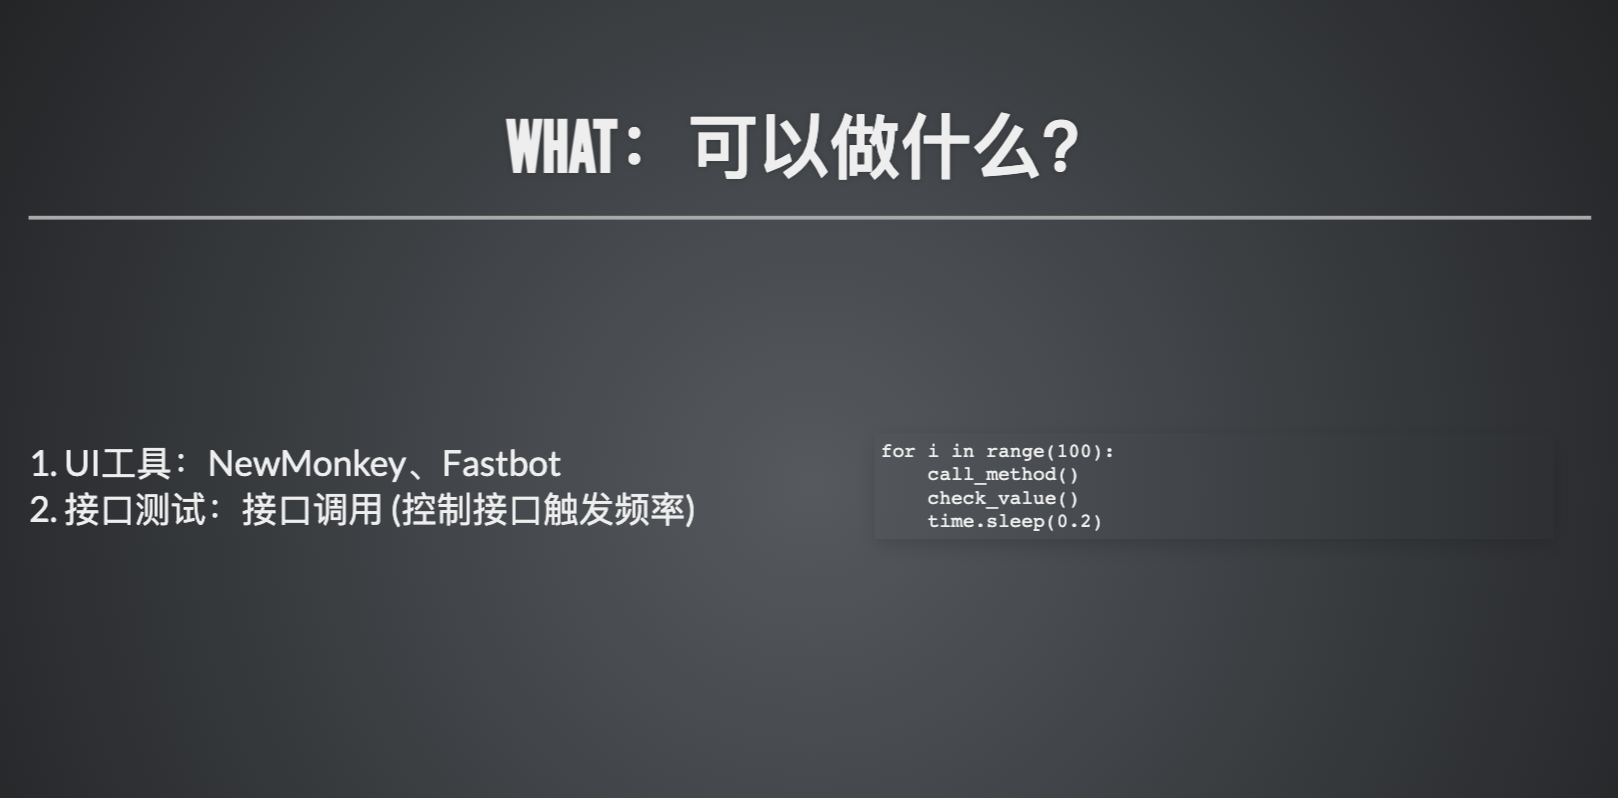 WHAT：可以做什么?
1. UI工具：NewMonkey、Fastbot
2. 接口测试：接口调用 (控制接口触发频率)
for i in range(100):
    call_method()
    check_value()
    time.sleep(0.2)